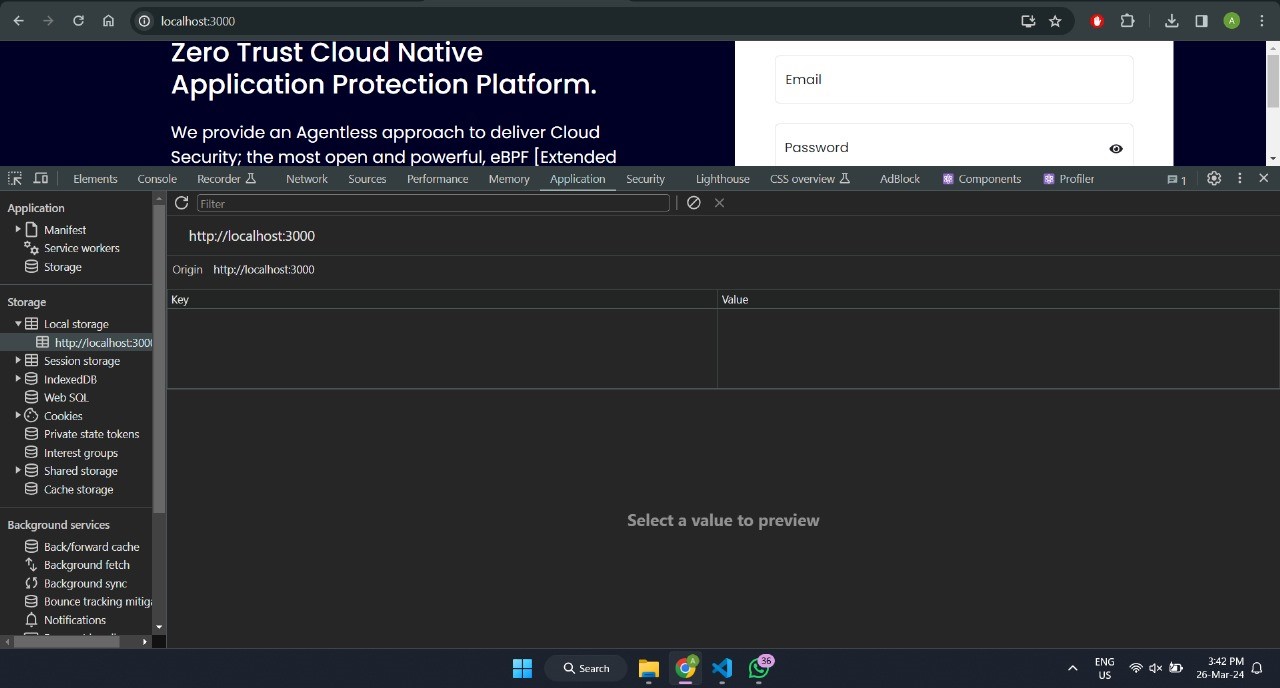 localhost:3000
A
Zero Trust Cloud Native
Application Protection Platform.
We provide an Agentless approach to deliver Cloud
Security; the most open and powerful, eBPF [Extended
Email
Password
Elements Console Recorder Network Sources Performance Memory Application Security Lighthouse CSS overview AdBlock Components Profiler 1
Application
Manifest
Service workers
Storage
Storage
Local storage
http://localhost:3000
Session storage
IndexedDB
Web SQL
Cookies
Private state tokens
Interest groups
Shared storage
Cache storage
Background services
Back/forward cache
Background fetch
Background sync
Bounce tracking mitiga
Notifications
Filter
http://localhost:3000
Origin http://localhost:3000
Key Value
Select a value to preview
Search
A
36
ENG
US
3:42 PM
26-Mar-24